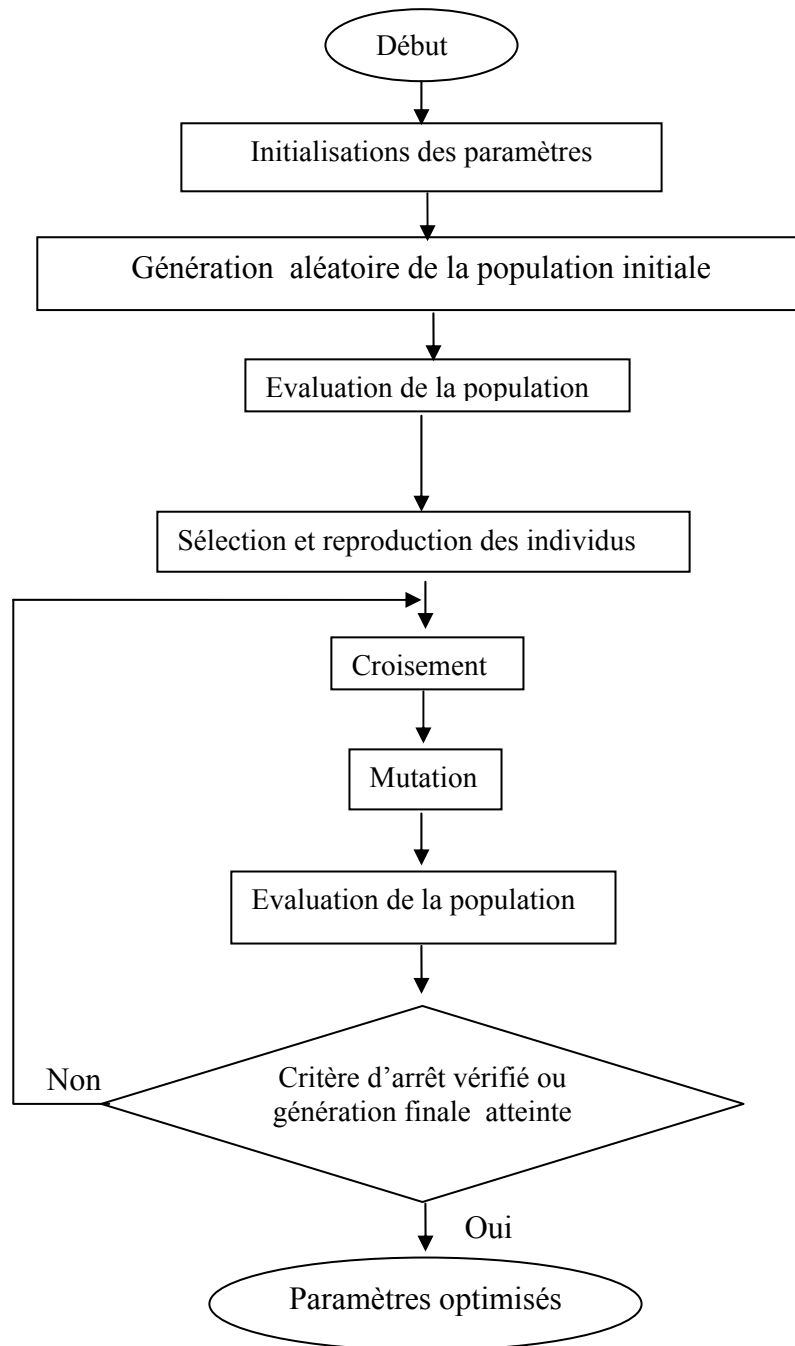 Début
Initialisations des paramètres
Génération aléatoire de la population initiale
Evaluation de la population
Sélection et reproduction des individus
Croisement
Mutation
Evaluation de la population
Critère d’arrêt vérifié ou
génération finale atteinte
Non
Oui
Paramètres optimisés